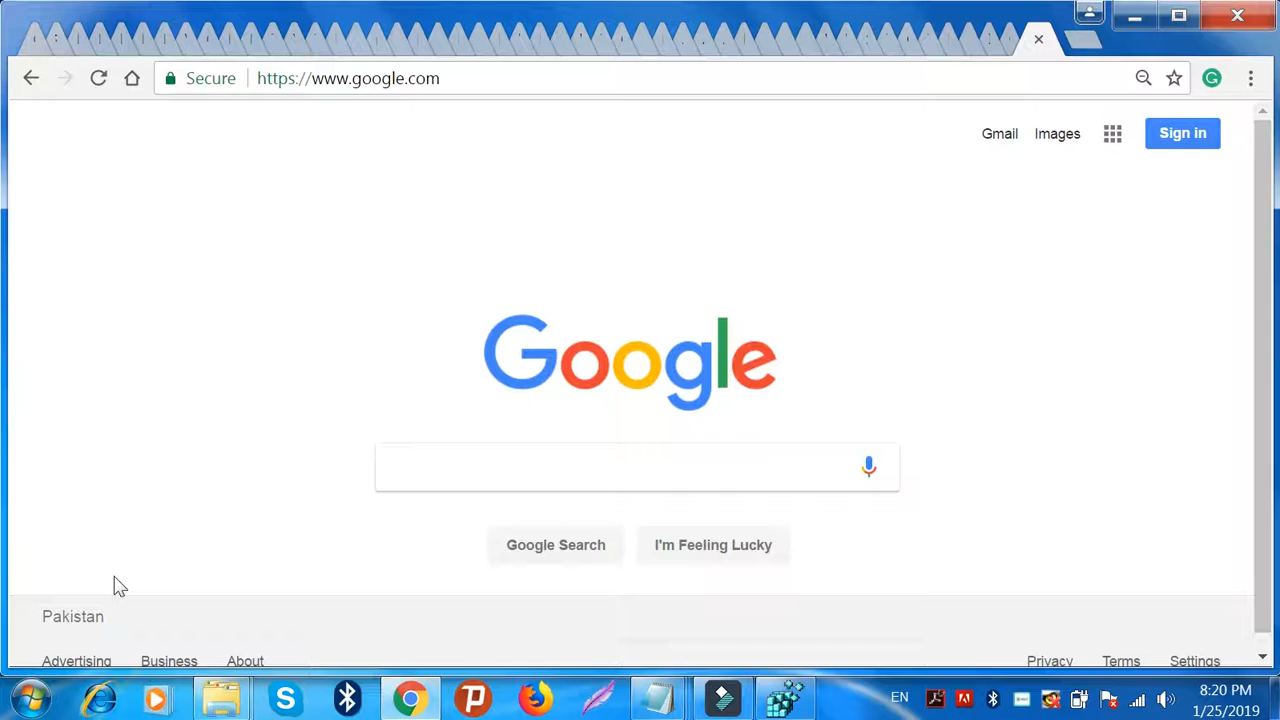 Secure https://www.google.com
Gmail Images Sign in
Google
Google Search I'm Feeling Lucky
Pakistan
Advertising Business About Privacy Terms Settings
EN 8:20 PM
1/25/2019